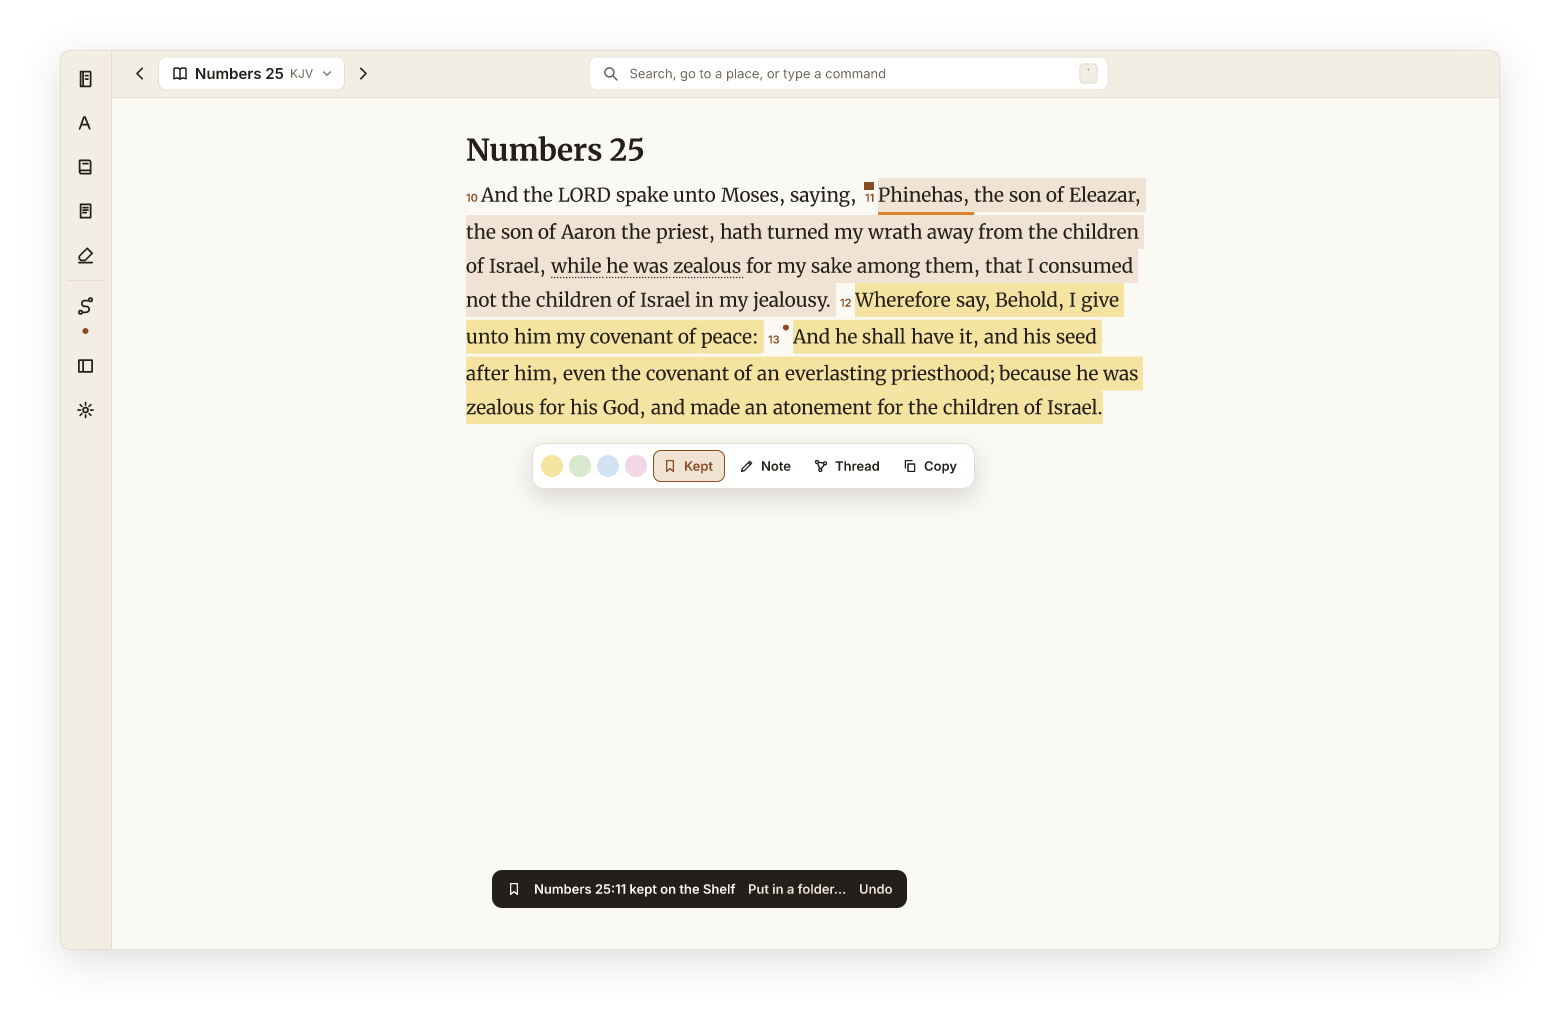 Numbers 25 KJV
Search, go to a place, or type a command
Numbers 25
10 And the LORD spake unto Moses, saying, 11 Phinehas, the son of Eleazar,
the son of Aaron the priest, hath turned my wrath away from the children
of Israel, while he was zealous for my sake among them, that I consumed
not the children of Israel in my jealousy. 12 Wherefore say, Behold, I give
unto him my covenant of peace: 13 And he shall have it, and his seed
after him, even the covenant of an everlasting priesthood; because he was
zealous for his God, and made an atonement for the children of Israel.
Kept Note Thread Copy
Numbers 25:11 kept on the Shelf Put in a folder... Undo